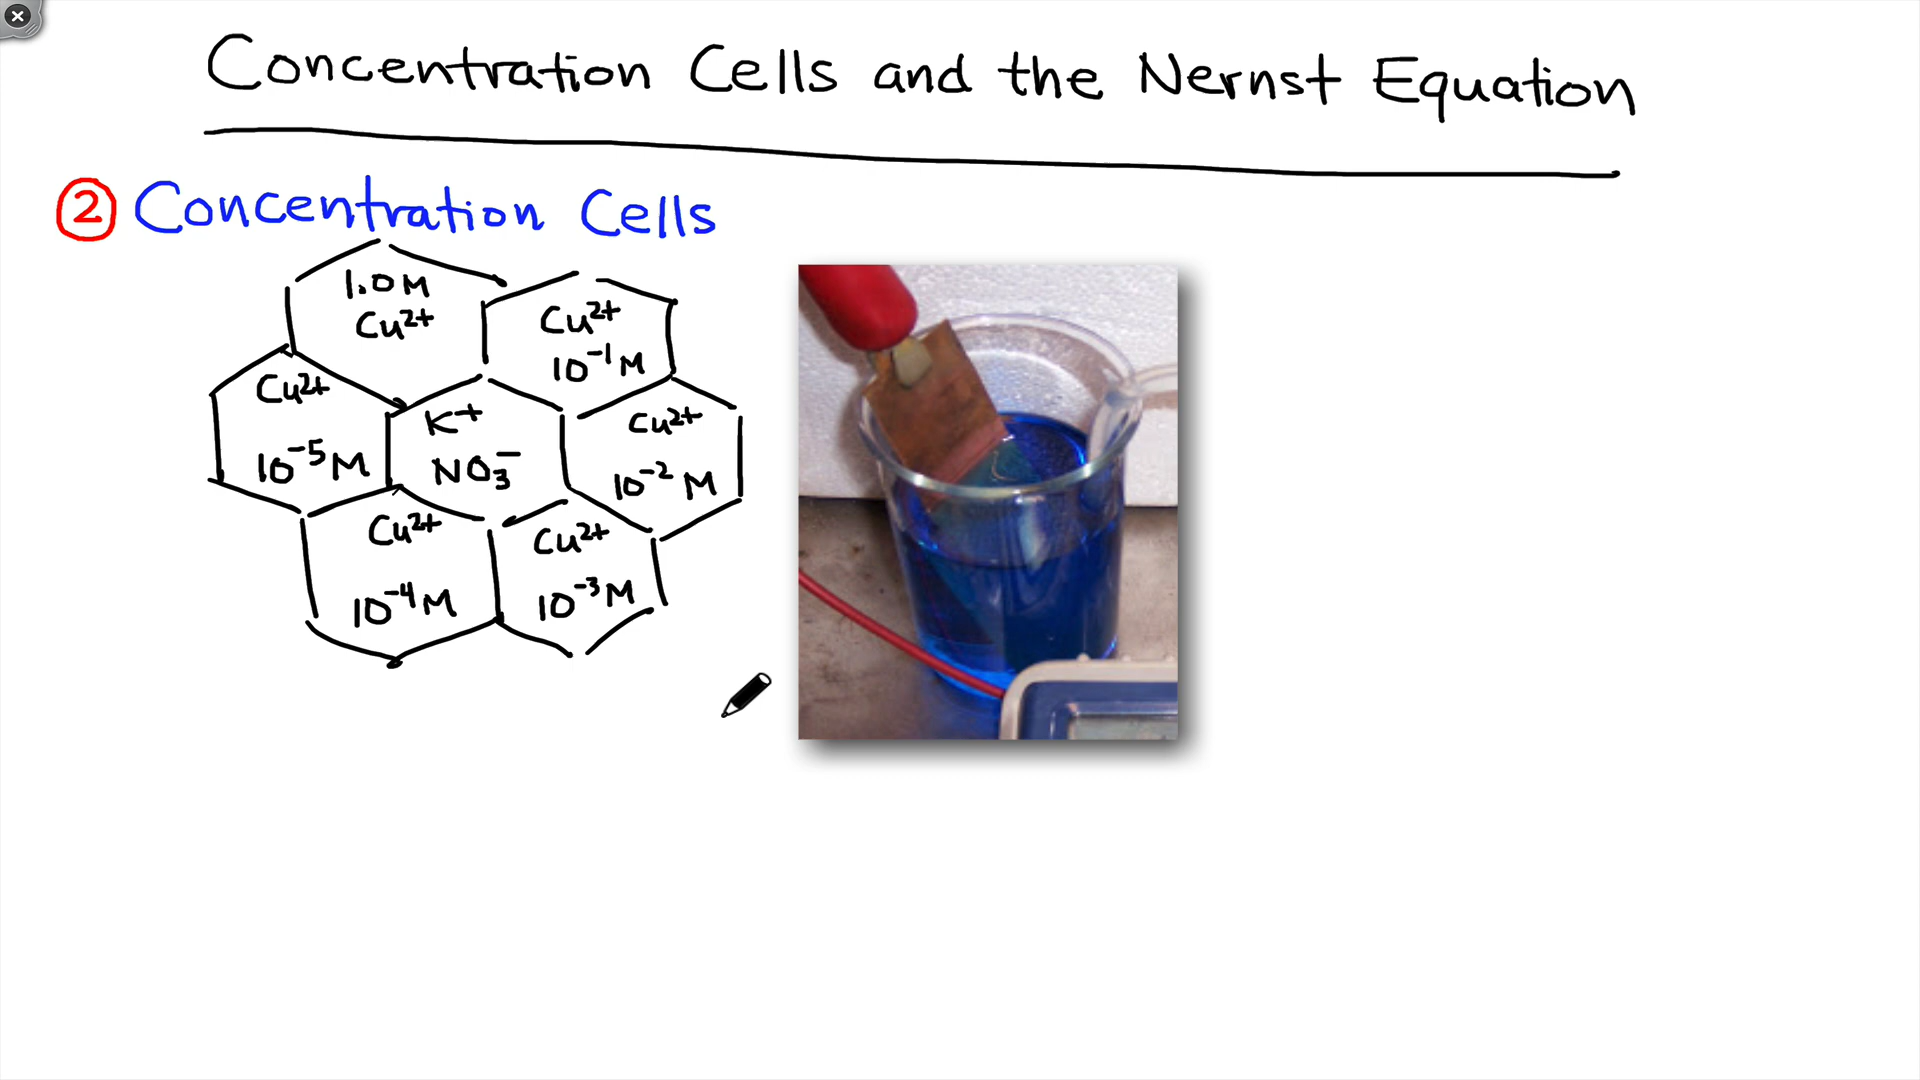 Concentration Cells and the Nernst Equation
② Concentration Cells
1.0 M
Cu²⁺
Cu²⁺
10⁻¹ M
Cu²⁺
10⁻⁵ M
K⁺
NO₃⁻
Cu²⁺
10⁻² M
Cu²⁺
10⁻⁴ M
Cu²⁺
10⁻³ M